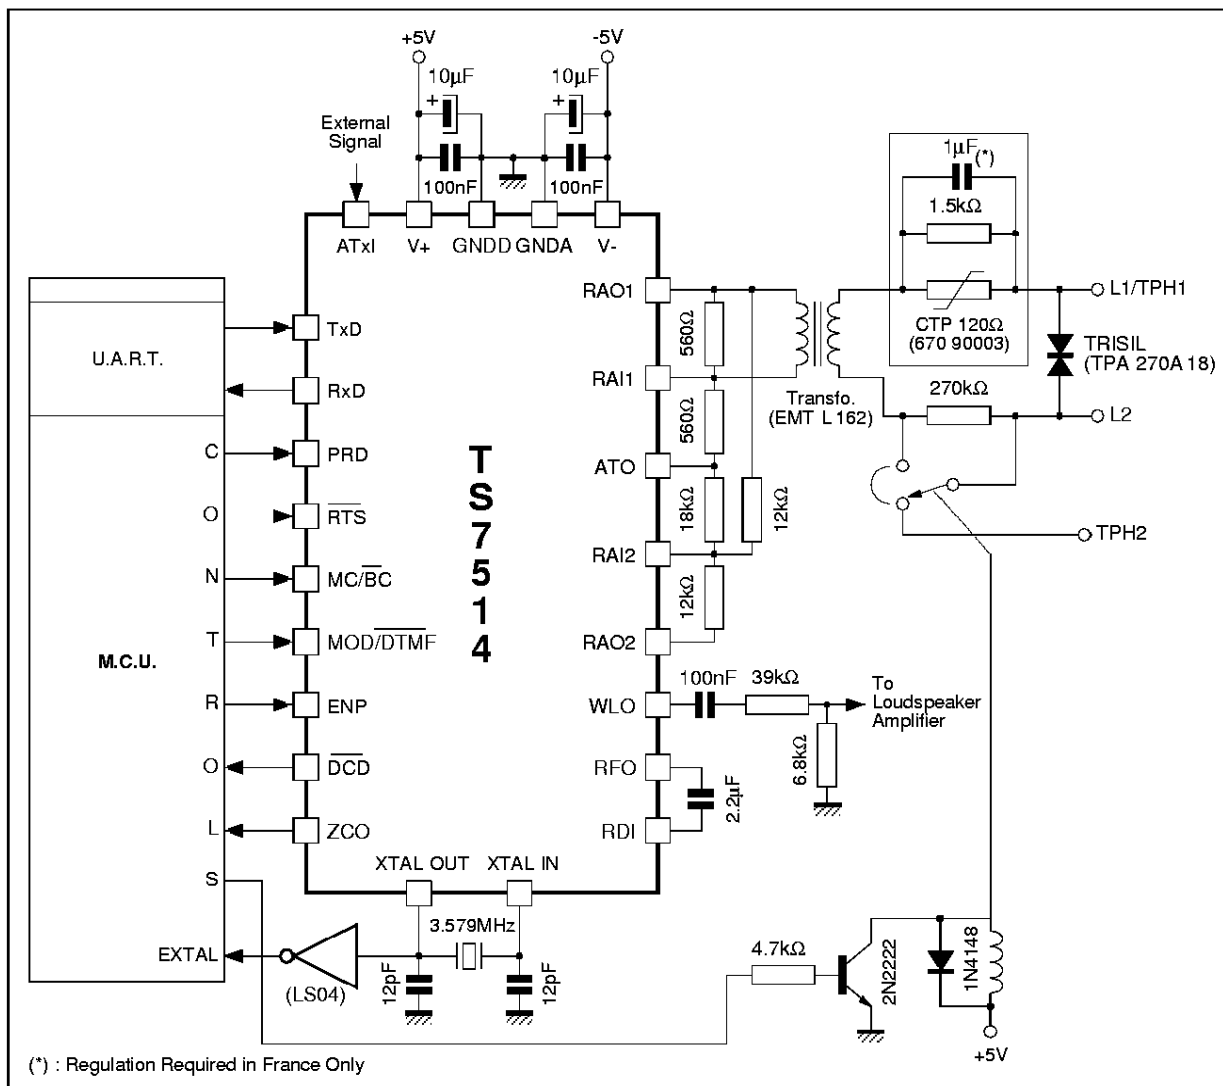 +5V
-5V
10µF
10µF
+
+
External
Signal
100nF
100nF
1µF
(*)
1.5kΩ
ATxI
V+
GNDD
GNDA
V-
RAO1
L1/TPH1
CTP 120Ω
(670 90003)
TxD
560Ω
TRISIL
(TPA 270A 18)
U.A.R.T.
RxD
RAI1
Transfo.
(EMT L 162)
270kΩ
L2
560Ω
C
PRD
ATO
TS7514
18kΩ
12kΩ
O
RTS
TPH2
RAI2
N
MC/BC
12kΩ
T
MOD/DTMF
RAO2
M.C.U.
100nF
39kΩ
To
Loudspeaker
Amplifier
R
ENP
WLO
6.8kΩ
O
DCD
RFO
2.2µF
L
ZCO
RDI
XTAL OUT
XTAL IN
S
3.579MHz
EXTAL
(LS04)
12pF
12pF
4.7kΩ
2N2222
1N4148
+5V
(*) : Regulation Required in France Only